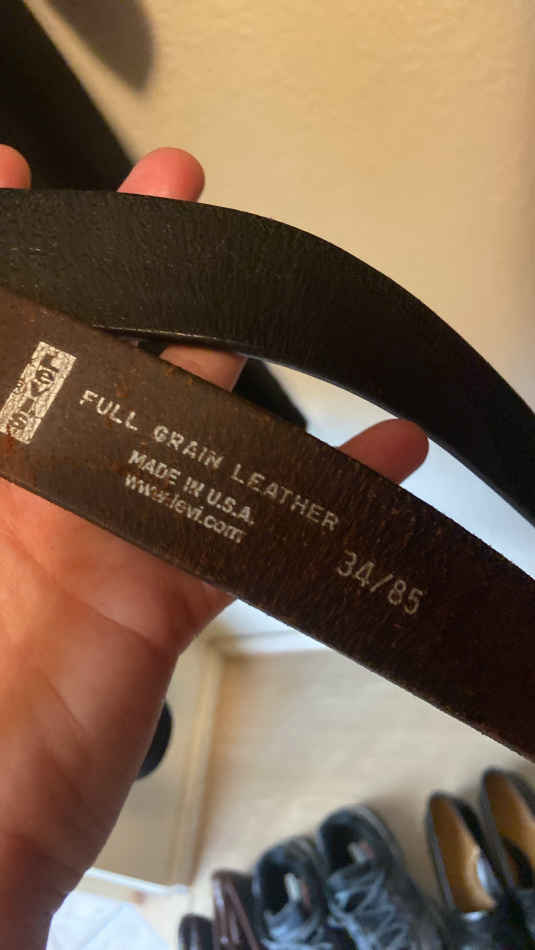 LEVI'S
FULL GRAIN LEATHER
MADE IN U.S.A.
www.levi.com
34/85